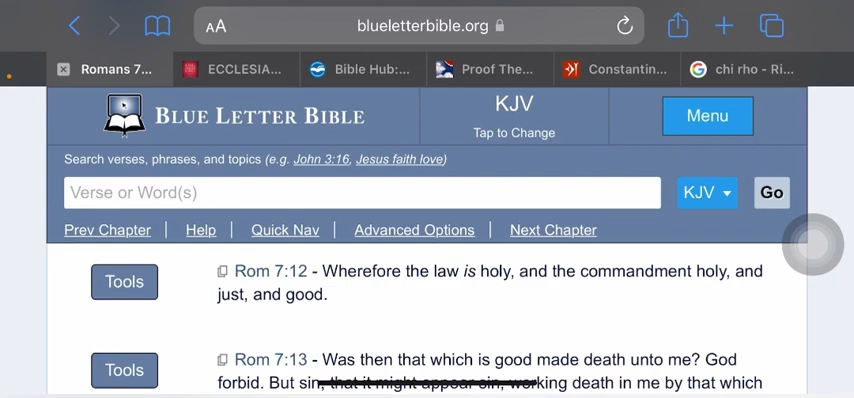 AA
blueletterbible.org
Romans 7...
ECCLESIA...
Bible Hub:...
Proof The...
Constantin...
chi rho - Ri...
BLUE LETTER BIBLE
KJV
Tap to Change
Menu
Search verses, phrases, and topics (e.g. John 3:16, Jesus faith love)
Verse or Word(s)
KJV
Go
Prev Chapter | Help | Quick Nav | Advanced Options | Next Chapter
Tools
Rom 7:12 - Wherefore the law is holy, and the commandment holy, and
just, and good.
Tools
Rom 7:13 - Was then that which is good made death unto me? God
forbid. But sin, that it might appear sin, working death in me by that which